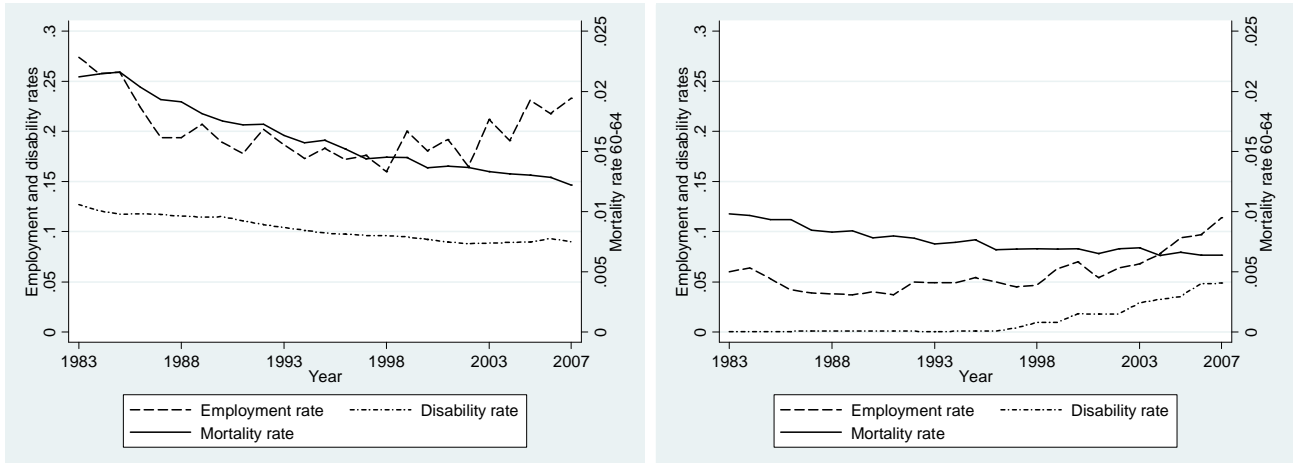 Employment and disability rates
0 .05 .1 .15 .2 .25 .3
Mortality rate 60-64
0 .005 .01 .015 .02 .025
1983 1988 1993 1998 2003 2007
Year
Employment rate Disability rate
Mortality rate
Employment and disability rates
0 .05 .1 .15 .2 .25 .3
Mortality rate 60-64
0 .005 .01 .015 .02 .025
1983 1988 1993 1998 2003 2007
Year
Employment rate Disability rate
Mortality rate